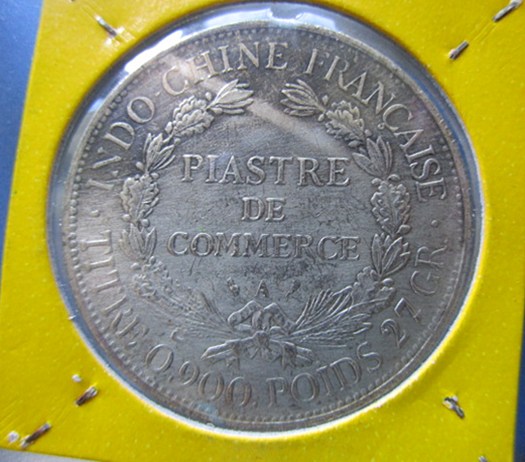 INDO-CHINE FRANÇAISE
PIASTRE
DE
COMMERCE
A
TITRE 0,900. POIDS 27 GR.